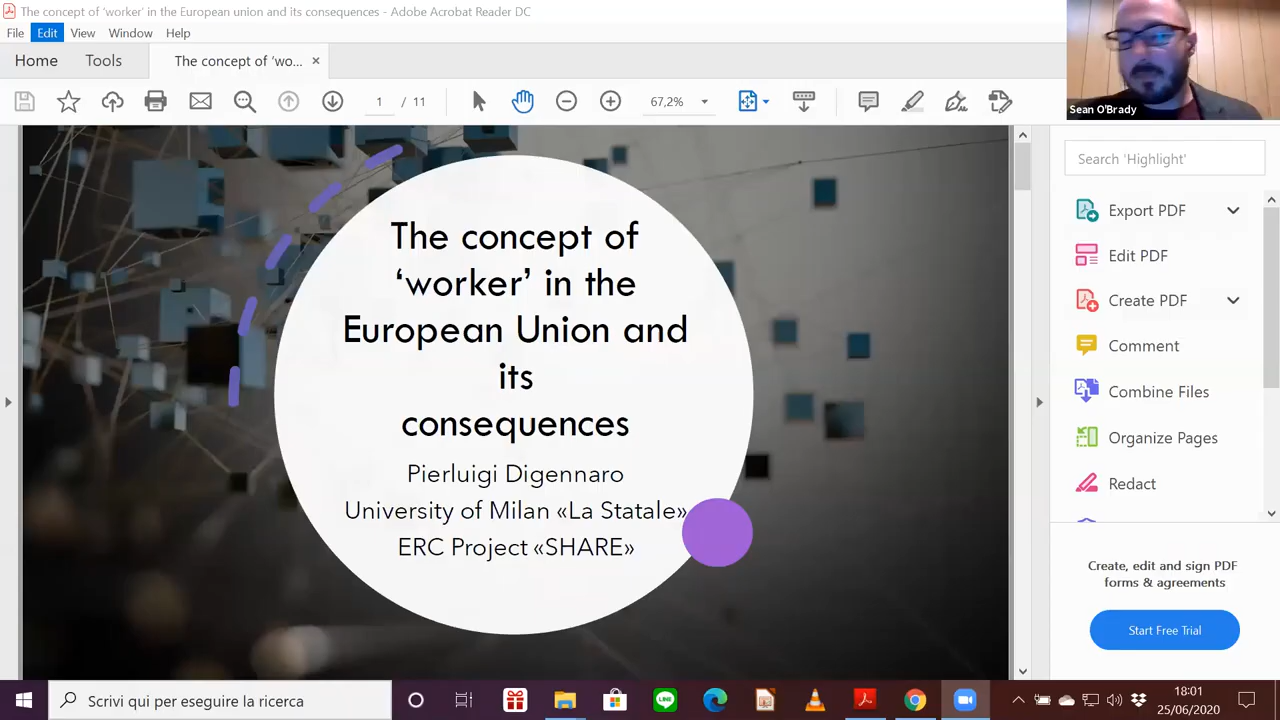 The concept of ‘worker’ in the European union and its consequences - Adobe Acrobat Reader DC
File Edit View Window Help
Home Tools The concept of ‘wo... ×
1 / 11 67,2%
Sean O'Brady
Search 'Highlight'
The concept of
‘worker’ in the
European Union and
its
consequences
Pierluigi Digennaro
University of Milan «La Statale»
ERC Project «SHARE»
Export PDF
Edit PDF
Create PDF
Comment
Combine Files
Organize Pages
Redact
Create, edit and sign PDF
forms & agreements
Start Free Trial
Scrivi qui per eseguire la ricerca
LINE
18:01
25/06/2020